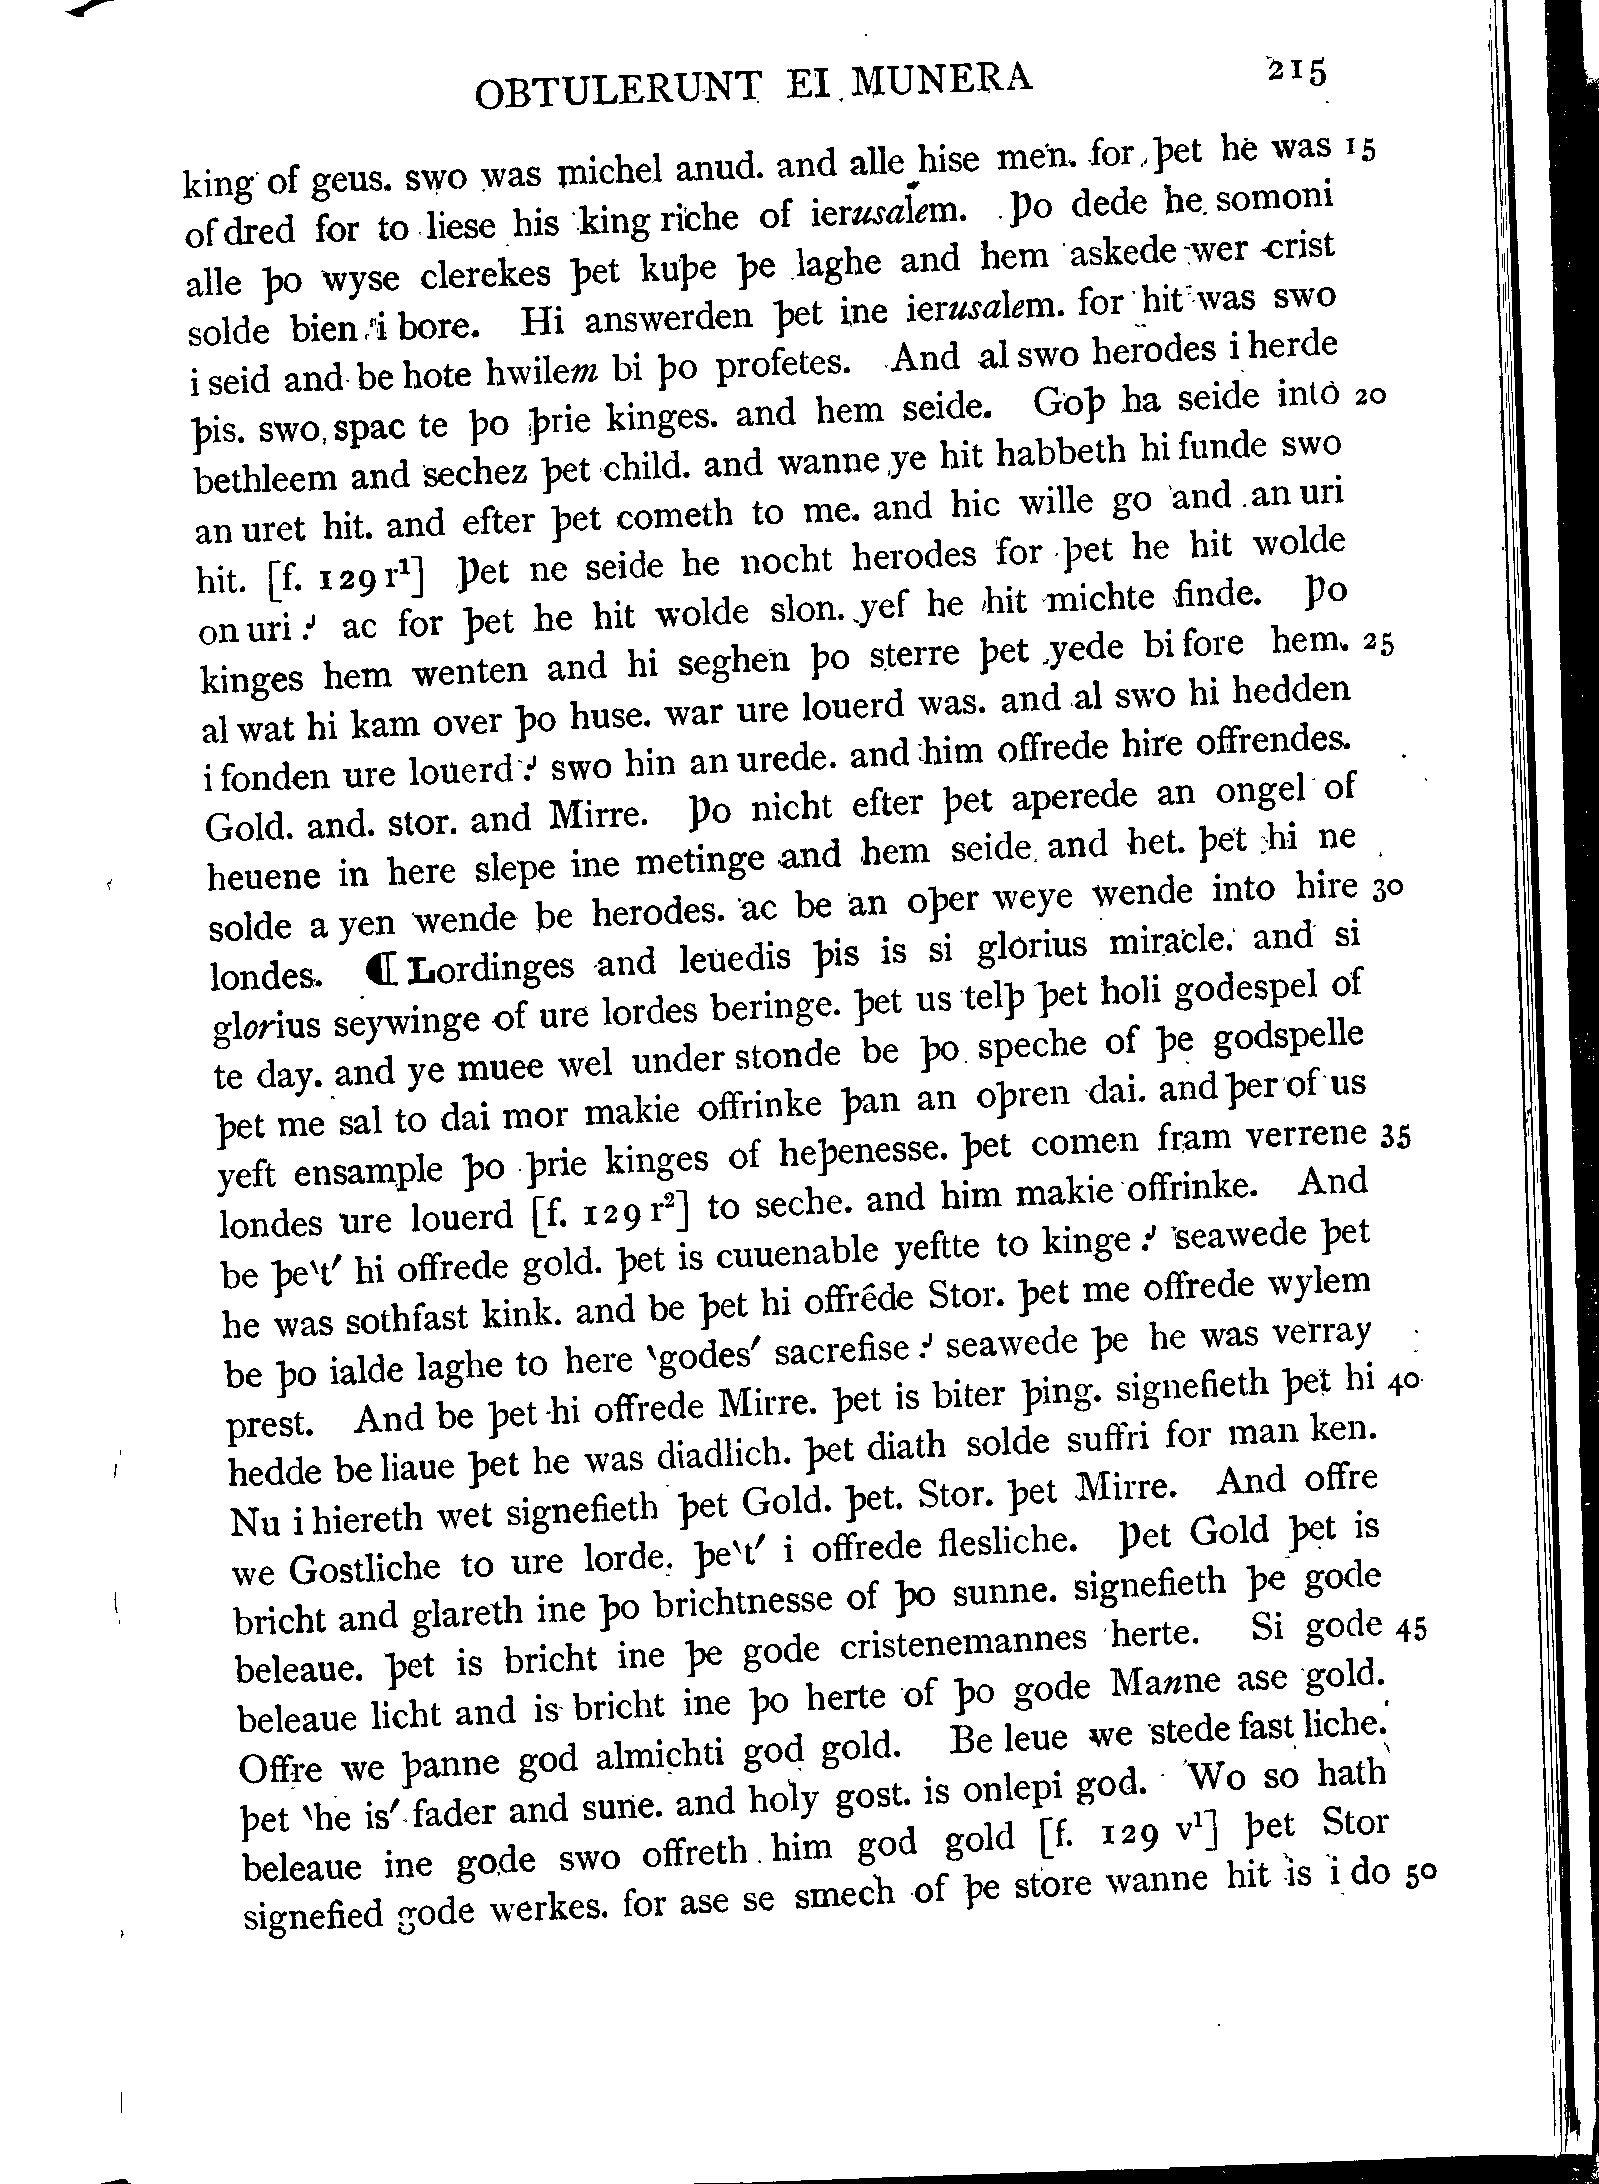 OBTULERUNT EI MUNERA 215
king of geus. swo was michel anud. and alle hise men. for þet he was 15
of dred for to liese his king riche of ierusalem. Þo dede he somoni
alle þo wyse clerekes þet kuþe þe laghe and hem askede wer crist
solde bien i bore. Hi answerden þet ine ierusalem. for hit was swo
i seid and be hote hwilem bi þo profetes. And al swo herodes i herde
þis. swo spac te þo þrie kinges. and hem seide. Goþ ha seide into 20
bethleem and sechez þet child. and wanne ye hit habbeth hi funde swo
an uret hit. and efter þet cometh to me. and hic wille go and an uri
hit. [f. 129 r¹] Þet ne seide he nocht herodes for þet he hit wolde
on uri .' ac for þet he hit wolde slon. yef he hit michte finde. Þo
kinges hem wenten and hi seghen þo sterre þet yede bi fore hem. 25
al wat hi kam over þo huse. war ure louerd was. and al swo hi hedden
i fonden ure louerd .' swo hin an urede. and him offrede hire offrendes.
Gold. and. stor. and Mirre. Þo nicht efter þet aperede an ongel of
heuene in here slepe ine metinge and hem seide and het. þet hi ne
solde a yen wende be herodes. ac be an oþer weye wende into hire 30
londes. ¶ Lordinges and leuedis þis is si glorius miracle. and si
glorius seywinge of ure lordes beringe. þet us telþ þet holi godespel of
te day. and ye muee wel under stonde be þo speche of þe godspelle
þet me sal to dai mor makie offrinke þan an oþren dai. and þer of us
yeft ensample þo þrie kinges of heþenesse. þet comen fram verrene 35
londes ure louerd [f. 129 r²] to seche. and him makie offrinke. And
be þe‵t′ hi offrede gold. þet is cuuenable yeftte to kinge .' seawede þet
he was sothfast kink. and be þet hi offrede Stor. þet me offrede wylem
be þo ialde laghe to here ‵godes′ sacrefise .' seawede þe he was verray
prest. And be þet hi offrede Mirre. þet is biter þing. signefieth þet hi 40
hedde be liaue þet he was diadlich. þet diath solde suffri for man ken.
Nu i hiereth wet signefieth þet Gold. þet. Stor. þet Mirre. And offre
we Gostliche to ure lorde. þe‵t′ i offrede flesliche. Þet Gold þet is
bricht and glareth ine þo brichtnesse of þo sunne. signefieth þe gode
beleaue. þet is bricht ine þe gode cristenemannes herte. Si gode 45
beleaue licht and is bricht ine þo herte of þo gode Manne ase gold.
Offre we þanne god almichti god gold. Be leue we stede fast liche.
þet ‵he is′ fader and sune. and holy gost. is onlepi god. Wo so hath
beleaue ine gode swo offreth him god gold [f. 129 v¹] þet Stor
signefied gode werkes. for ase se smech of þe store wanne hit is i do 50